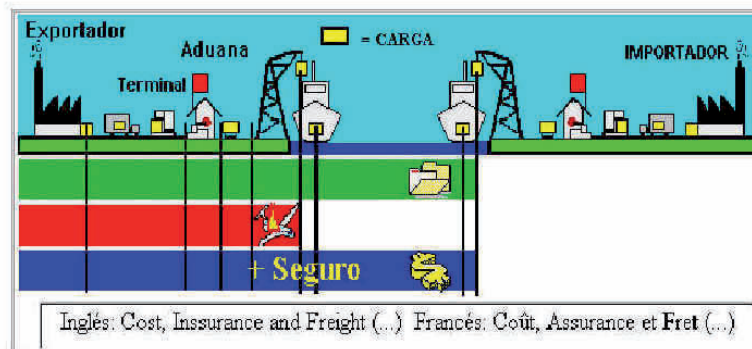 Exportador
Aduana
= CARGA
IMPORTADOR
Terminal
+ Seguro
Inglés: Cost, Inssurance and Freight (...) Francés: Coût, Assurance et Fret (...)